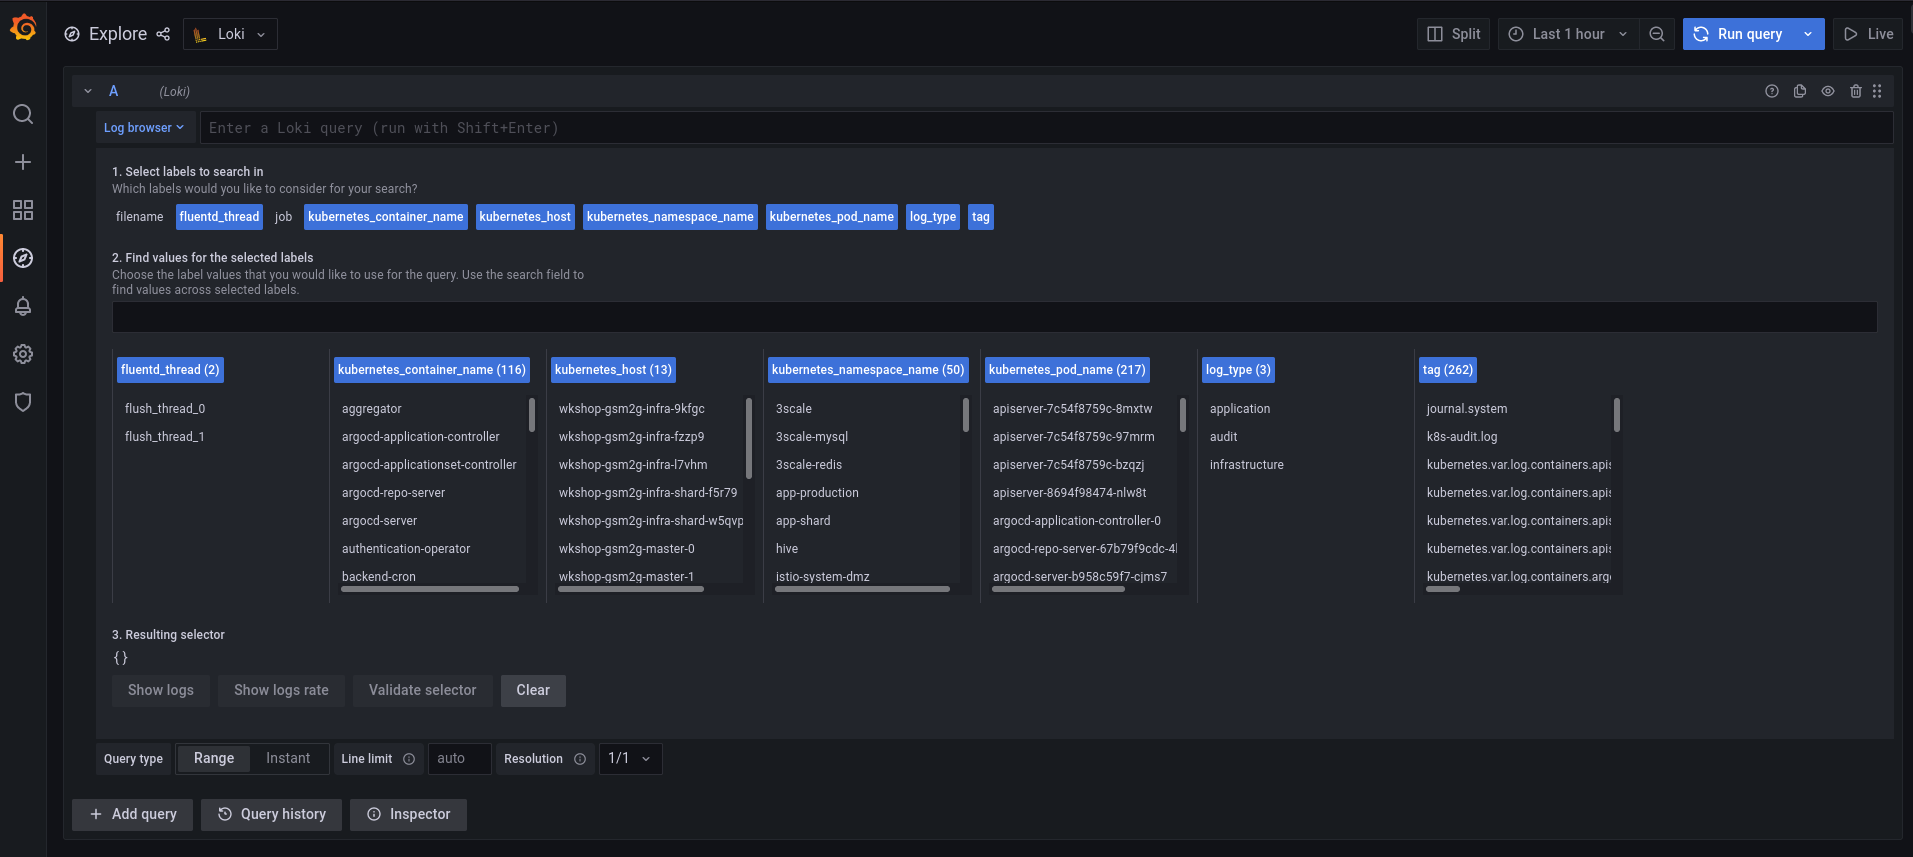 Explore Loki Split Last 1 hour Run query Live
A (Loki)
Log browser Enter a Loki query (run with Shift+Enter)
1. Select labels to search in
Which labels would you like to consider for your search?
filename fluentd_thread job kubernetes_container_name kubernetes_host kubernetes_namespace_name kubernetes_pod_name log_type tag
2. Find values for the selected labels
Choose the label values that you would like to use for the query. Use the search field to
find values across selected labels.
fluentd_thread (2)
flush_thread_0
flush_thread_1
kubernetes_container_name (116)
aggregator
argocd-application-controller
argocd-applicationset-controller
argocd-repo-server
argocd-server
authentication-operator
backend-cron
kubernetes_host (13)
wkshop-gsm2g-infra-9kfgc
wkshop-gsm2g-infra-fzzp9
wkshop-gsm2g-infra-l7vhm
wkshop-gsm2g-infra-shard-f5r79
wkshop-gsm2g-infra-shard-w5qvp
wkshop-gsm2g-master-0
wkshop-gsm2g-master-1
kubernetes_namespace_name (50)
3scale
3scale-mysql
3scale-redis
app-production
app-shard
hive
istio-system-dmz
kubernetes_pod_name (217)
apiserver-7c54f8759c-8mxtw
apiserver-7c54f8759c-97mrm
apiserver-7c54f8759c-bzqzj
apiserver-8694f98474-nlw8t
argocd-application-controller-0
argocd-repo-server-67b79f9cdc-4
argocd-server-b958c59f7-cjms7
log_type (3)
application
audit
infrastructure
tag (262)
journal.system
k8s-audit.log
kubernetes.var.log.containers.apis
kubernetes.var.log.containers.apis
kubernetes.var.log.containers.apis
kubernetes.var.log.containers.apis
kubernetes.var.log.containers.argo
3. Resulting selector
{}
Show logs Show logs rate Validate selector Clear
Query type Range Instant Line limit auto Resolution 1/1
Add query Query history Inspector